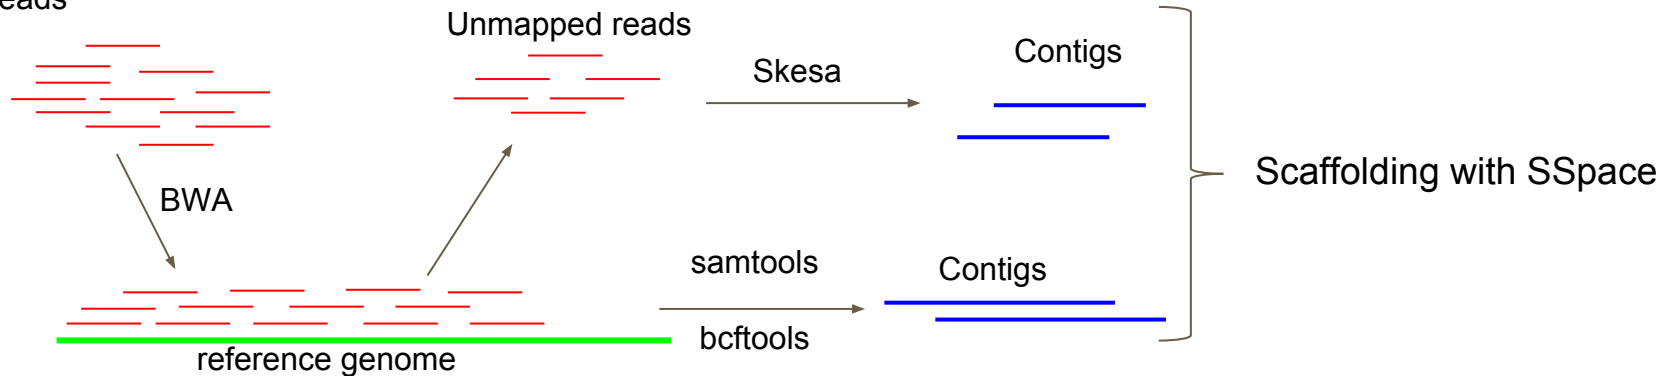 Unmapped reads
Skesa
Contigs
BWA
Scaffolding with SSpace
samtools
Contigs
bcftools
reference genome